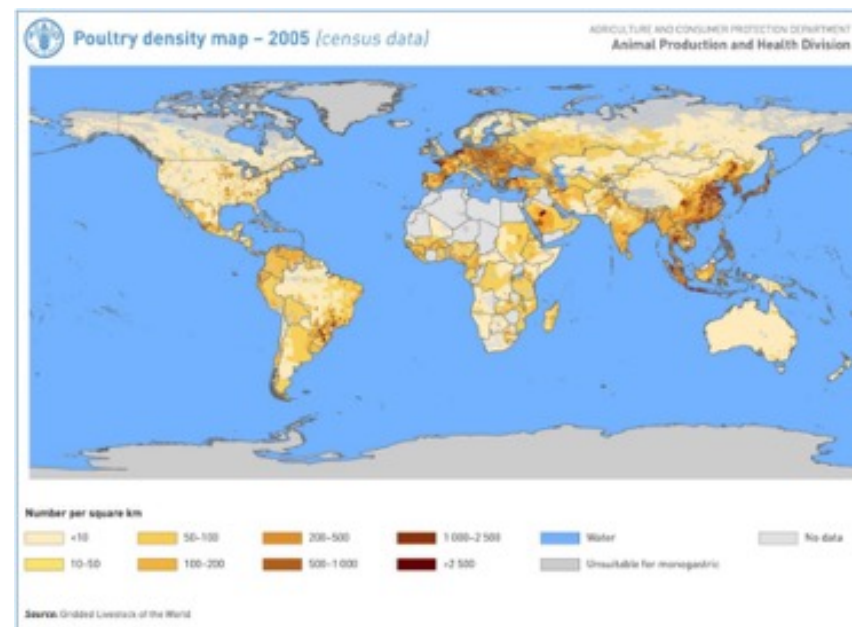 Poultry density map – 2005 (census data)
AGRICULTURE AND CONSUMER PROTECTION DEPARTMENT
Animal Production and Health Division
Number per square km
<10
50–100
200–500
1 000–2 500
Water
No data
10–50
100–200
500–1 000
>2 500
Unsuitable for monogastric
Source: Gridded Livestock of the World